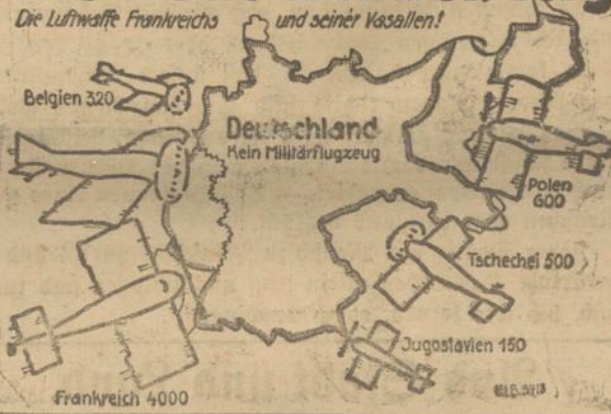 Die Luftwaffe Frankreichs und seiner Vasallen!
Belgien 320
Deutschland
Kein Militärflugzeug
Polen
600
Tschechei 500
Jugoslavien 150
Frankreich 4000